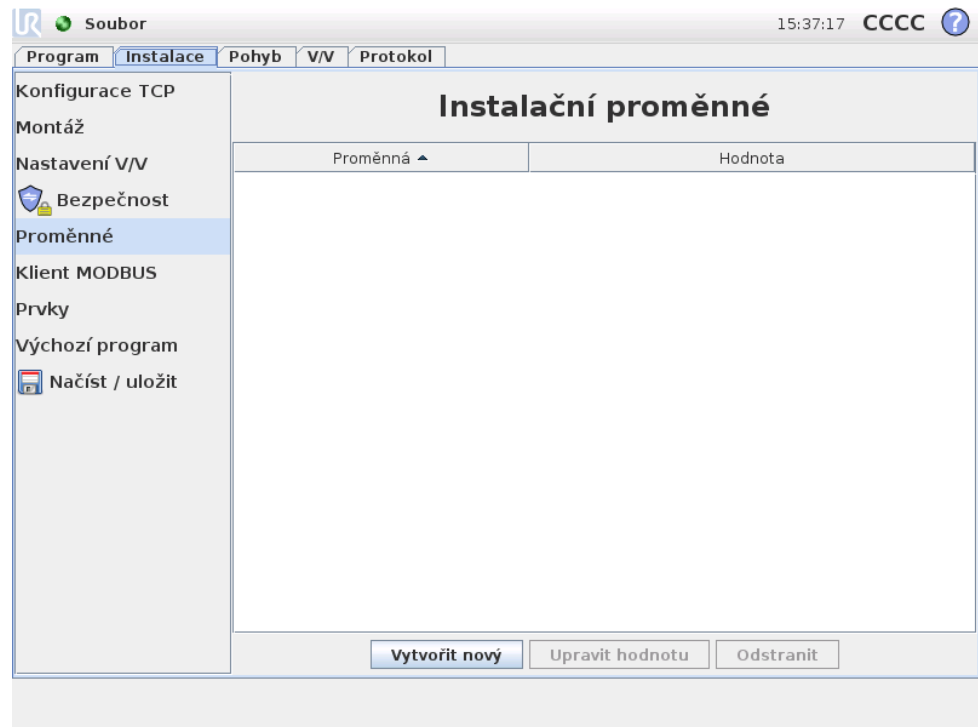 UR Soubor 15:37:17 CCCC ?
Program Instalace Pohyb V/V Protokol
Konfigurace TCP
Montáž
Nastavení V/V
Bezpečnost
Proměnné
Klient MODBUS
Prvky
Výchozí program
Načíst / uložit
Instalační proměnné
Proměnná Hodnota
Vytvořit nový Upravit hodnotu Odstranit